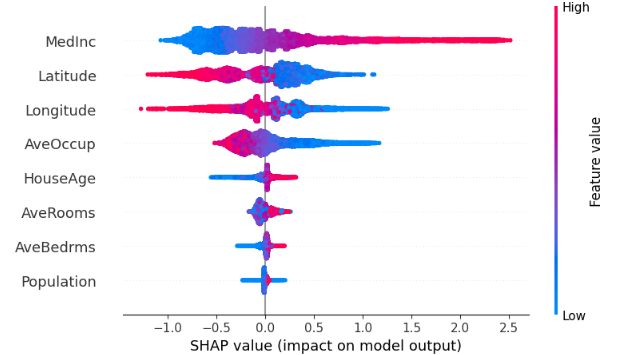 High
MedInc
Latitude
Longitude
AveOccup
HouseAge
AveRooms
AveBedrms
Population
Feature value
Low
−1.0 −0.5 0.0 0.5 1.0 1.5 2.0 2.5
SHAP value (impact on model output)